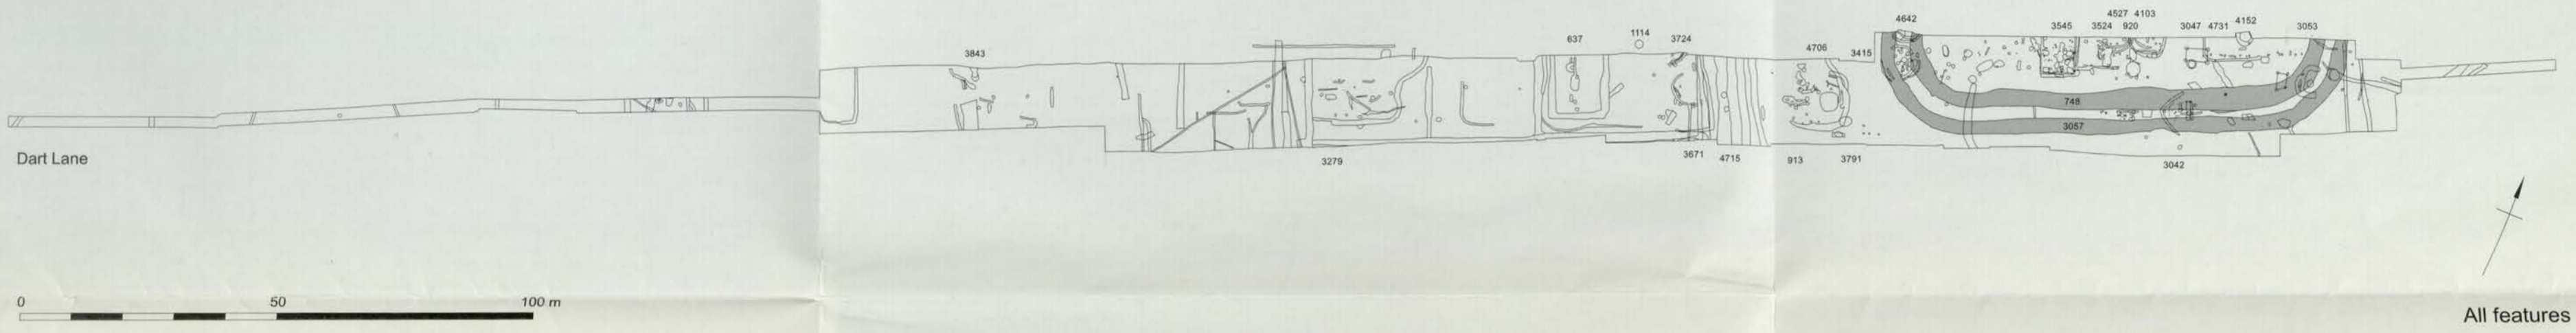 4527 4103
4642 3545 3524 920 3047 4731 4152 3053
3843 637 1114 3724 4706 3415
748
3057
Dart Lane
3279 3671 4715 913 3791 3042
0 50 100 m
All features